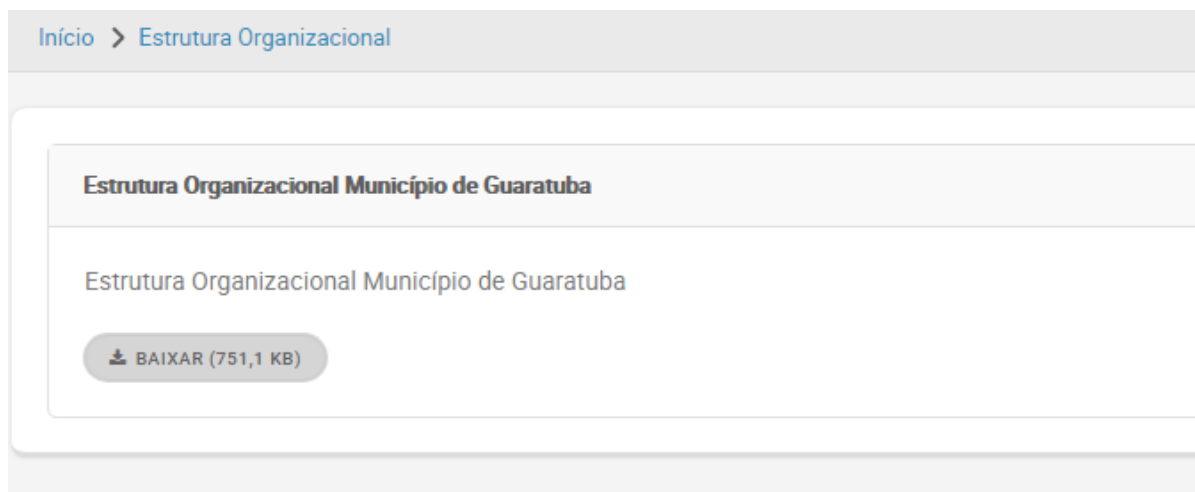 Início > Estrutura Organizacional
Estrutura Organizacional Município de Guaratuba
Estrutura Organizacional Município de Guaratuba
BAIXAR (751,1 KB)